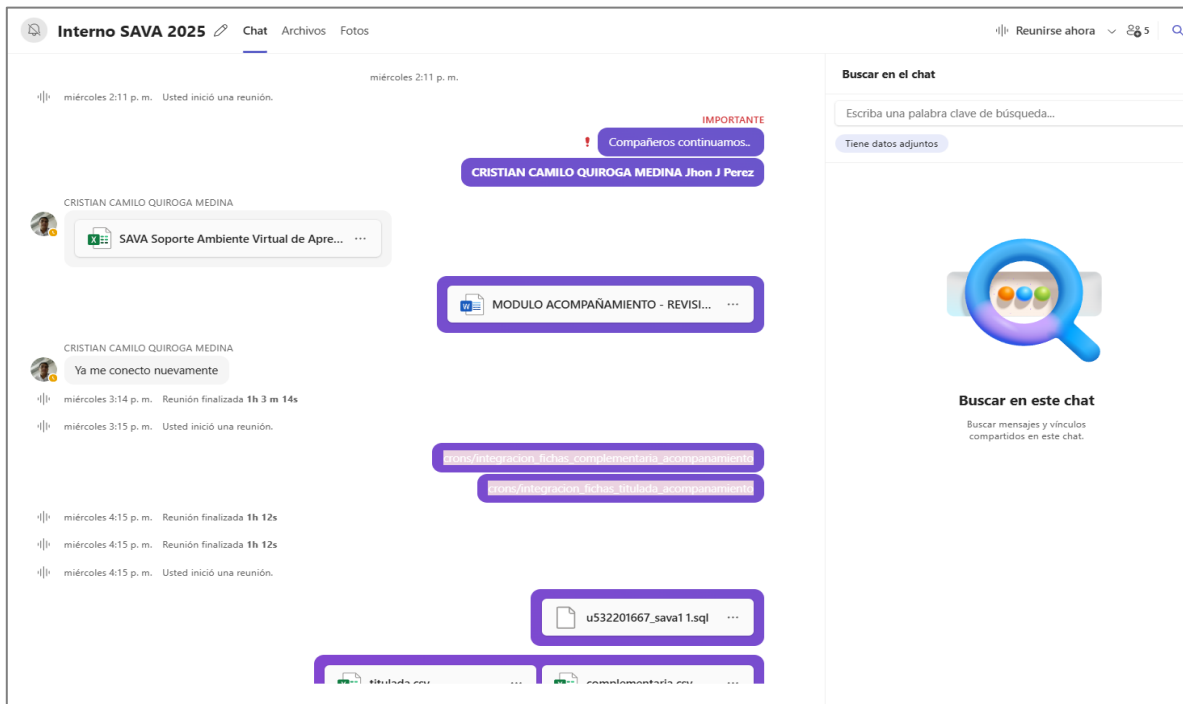 Interno SAVA 2025 Chat Archivos Fotos Reunirse ahora 5
miércoles 2:11 p. m.
miércoles 2:11 p. m. Usted inició una reunión.
IMPORTANTE
! Compañeros continuamos..
CRISTIAN CAMILO QUIROGA MEDINA Jhon J Perez
CRISTIAN CAMILO QUIROGA MEDINA
SAVA Soporte Ambiente Virtual de Apre... ...
MODULO ACOMPAÑAMIENTO - REVISI... ...
CRISTIAN CAMILO QUIROGA MEDINA
Ya me conecto nuevamente
miércoles 3:14 p. m. Reunión finalizada 1h 3 m 14s
miércoles 3:15 p. m. Usted inició una reunión.
crons/integracion_fichas_complementaria_acompanamiento
crons/integracion_fichas_titulada_acompanamiento
miércoles 4:15 p. m. Reunión finalizada 1h 12s
miércoles 4:15 p. m. Reunión finalizada 1h 12s
miércoles 4:15 p. m. Usted inició una reunión.
u532201667_sava11.sql ...
titulada.csv ... complementaria.csv ...
Buscar en el chat
Escriba una palabra clave de búsqueda...
Tiene datos adjuntos
Buscar en este chat
Buscar mensajes y vínculos
compartidos en este chat.